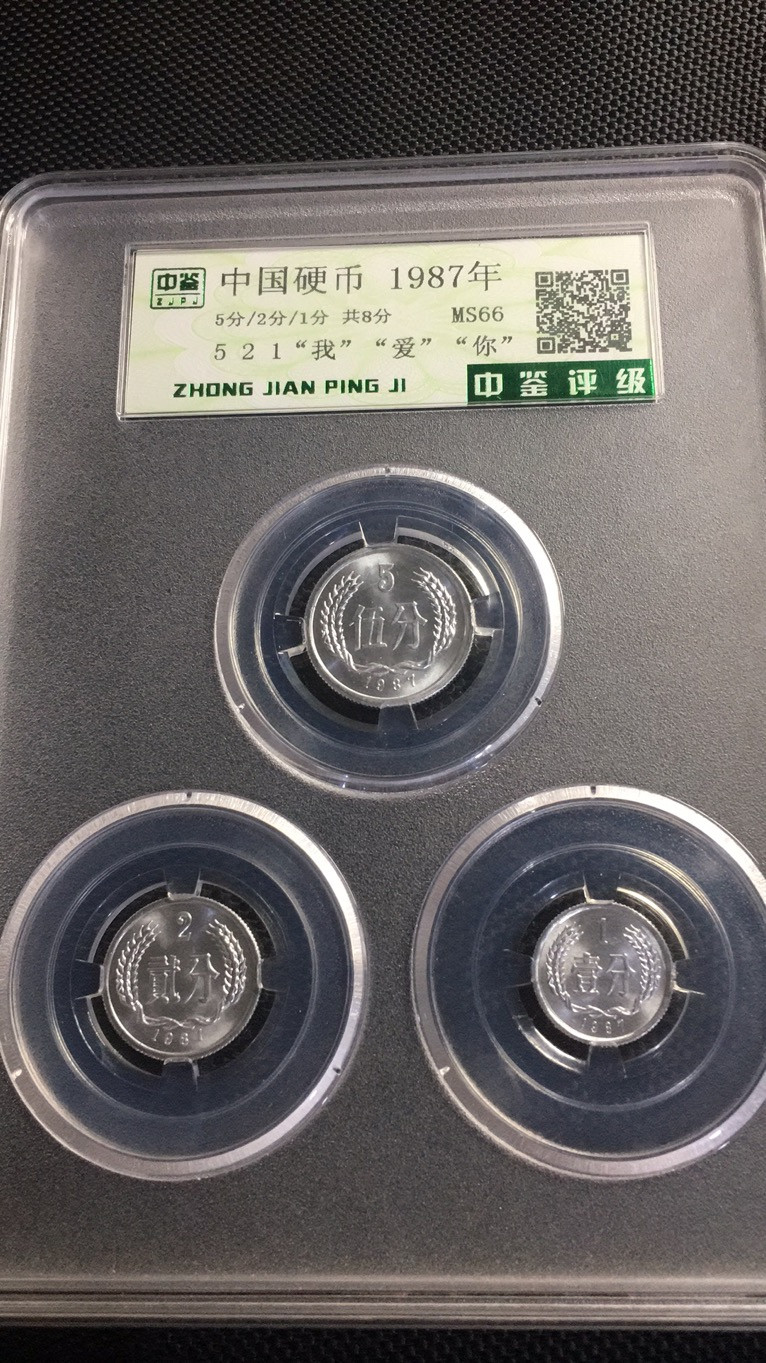 中鉴
ZJPJ
中国硬币 1987年
5分/2分/1分 共8分 MS66
5 2 1“我”“爱”“你”
ZHONG JIAN PING JI
中鉴评级
5
伍分
1987
2
贰分
1987
1
壹分
1987